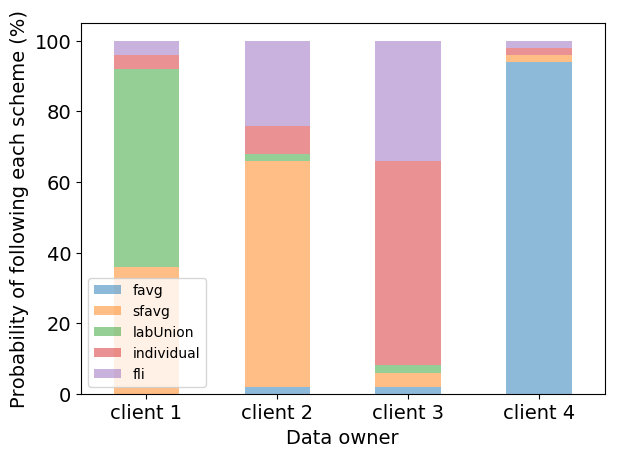 Probability of following each scheme (%)
100
80
60
40
20
0
favg
sfavg
labUnion
individual
fli
client 1 client 2 client 3 client 4
Data owner